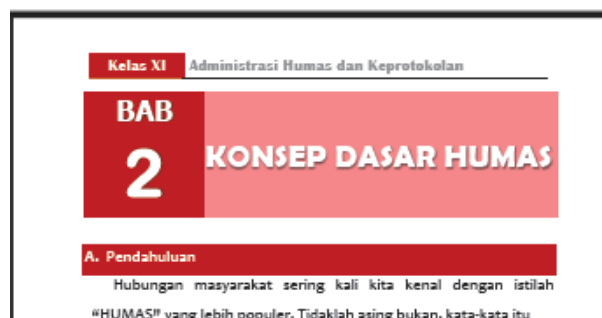 Kelas XI Administrasi Humas dan Keprotokolan
BAB
2
KONSEP DASAR HUMAS
A. Pendahuluan
Hubungan masyarakat sering kali kita kenal dengan istilah
"HUMAS" yang lebih populer. Tidaklah asing bukan, kata-kata itu